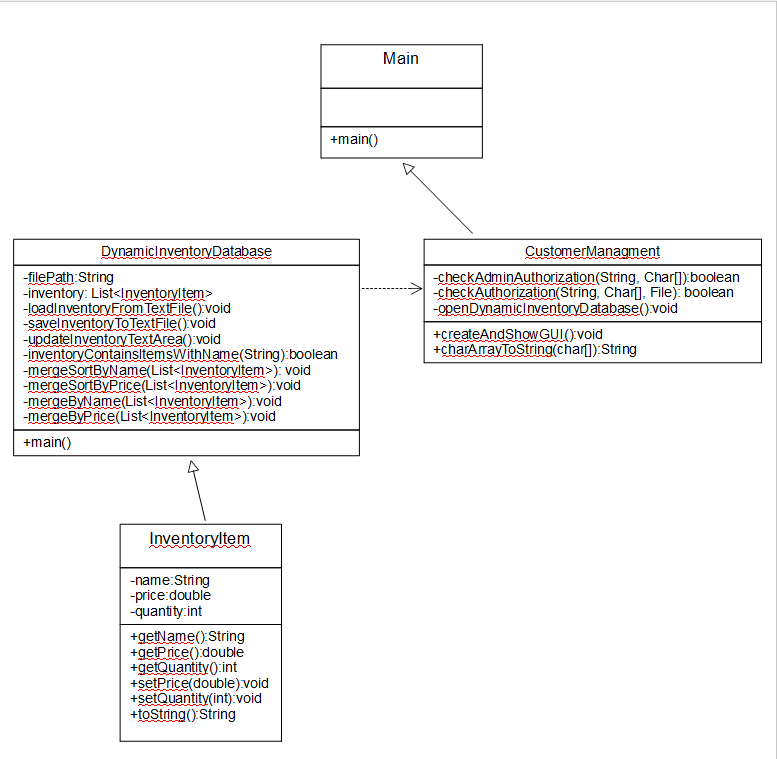 Main
+main()
DynamicInventoryDatabase
-filePath:String
-inventory: List<InventoryItem>
-loadInventoryFromTextFile():void
-saveInventoryToTextFile():void
-updateInventoryTextArea():void
-inventoryContainsItemsWithName(String):boolean
-mergeSortByName(List<InventoryItem>): void
-mergeSortByPrice(List<InventoryItem>):void
-mergeByName(List<InventoryItem>):void
-mergeByPrice(List<InventoryItem>):void
+main()
CustomerManagment
-checkAdminAuthorization(String, Char[]):boolean
-checkAuthorization(String, Char[], File): boolean
-openDynamicInventoryDatabase():void
+createAndShowGUI():void
+charArrayToString(char[]):String
InventoryItem
-name:String
-price:double
-quantity:int
+getName():String
+getPrice():double
+getQuantity():int
+setPrice(double):void
+setQuantity(int):void
+toString():String